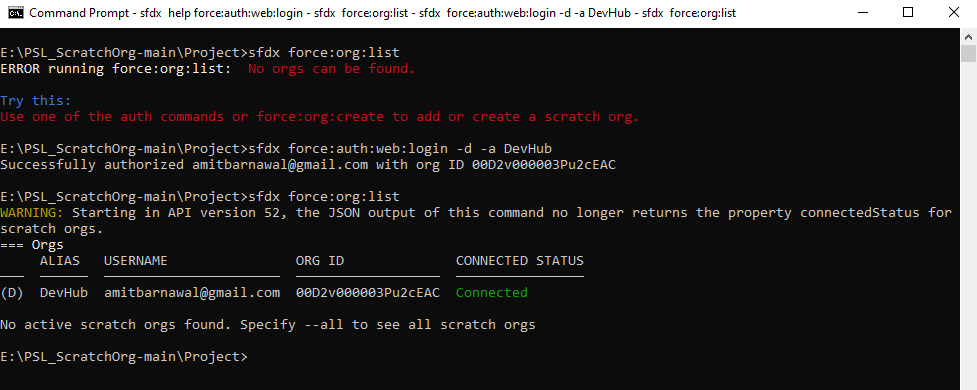 Command Prompt - sfdx  help force:auth:web:login - sfdx  force:org:list - sfdx  force:auth:web:login -d -a DevHub - sfdx  force:org:list
E:\PSL_ScratchOrg-main\Project>sfdx force:org:list
ERROR running force:org:list:  No orgs can be found.
Try this:
Use one of the auth commands or force:org:create to add or create a scratch org.
E:\PSL_ScratchOrg-main\Project>sfdx force:auth:web:login -d -a DevHub
Successfully authorized amitbarnawal@gmail.com with org ID 00D2v000003Pu2cEAC
E:\PSL_ScratchOrg-main\Project>sfdx force:org:list
WARNING: Starting in API version 52, the JSON output of this command no longer returns the property connectedStatus for
scratch orgs.
=== Orgs
ALIAS USERNAME ORG ID CONNECTED STATUS
(D) DevHub amitbarnawal@gmail.com 00D2v000003Pu2cEAC Connected
No active scratch orgs found. Specify --all to see all scratch orgs
E:\PSL_ScratchOrg-main\Project>